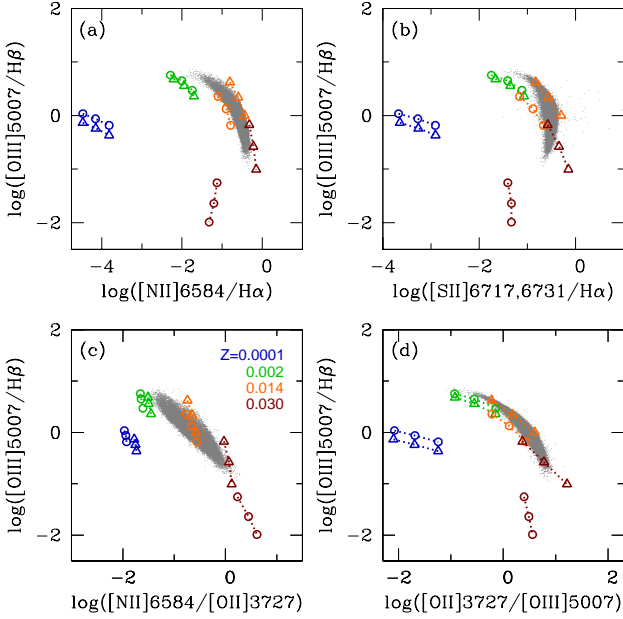 2
(a)
0
−2
log([OIII]5007/Hβ)
−4
−2
0
log([NII]6584/Hα)
2
(b)
0
−2
log([OIII]5007/Hβ)
−4
−2
0
log([SII]6717,6731/Hα)
2
(c)
Z=0.0001
0.002
0.014
0.030
0
−2
log([OIII]5007/Hβ)
−2
0
log([NII]6584/[OII]3727)
2
(d)
0
−2
log([OIII]5007/Hβ)
−2
0
2
log([OII]3727/[OIII]5007)